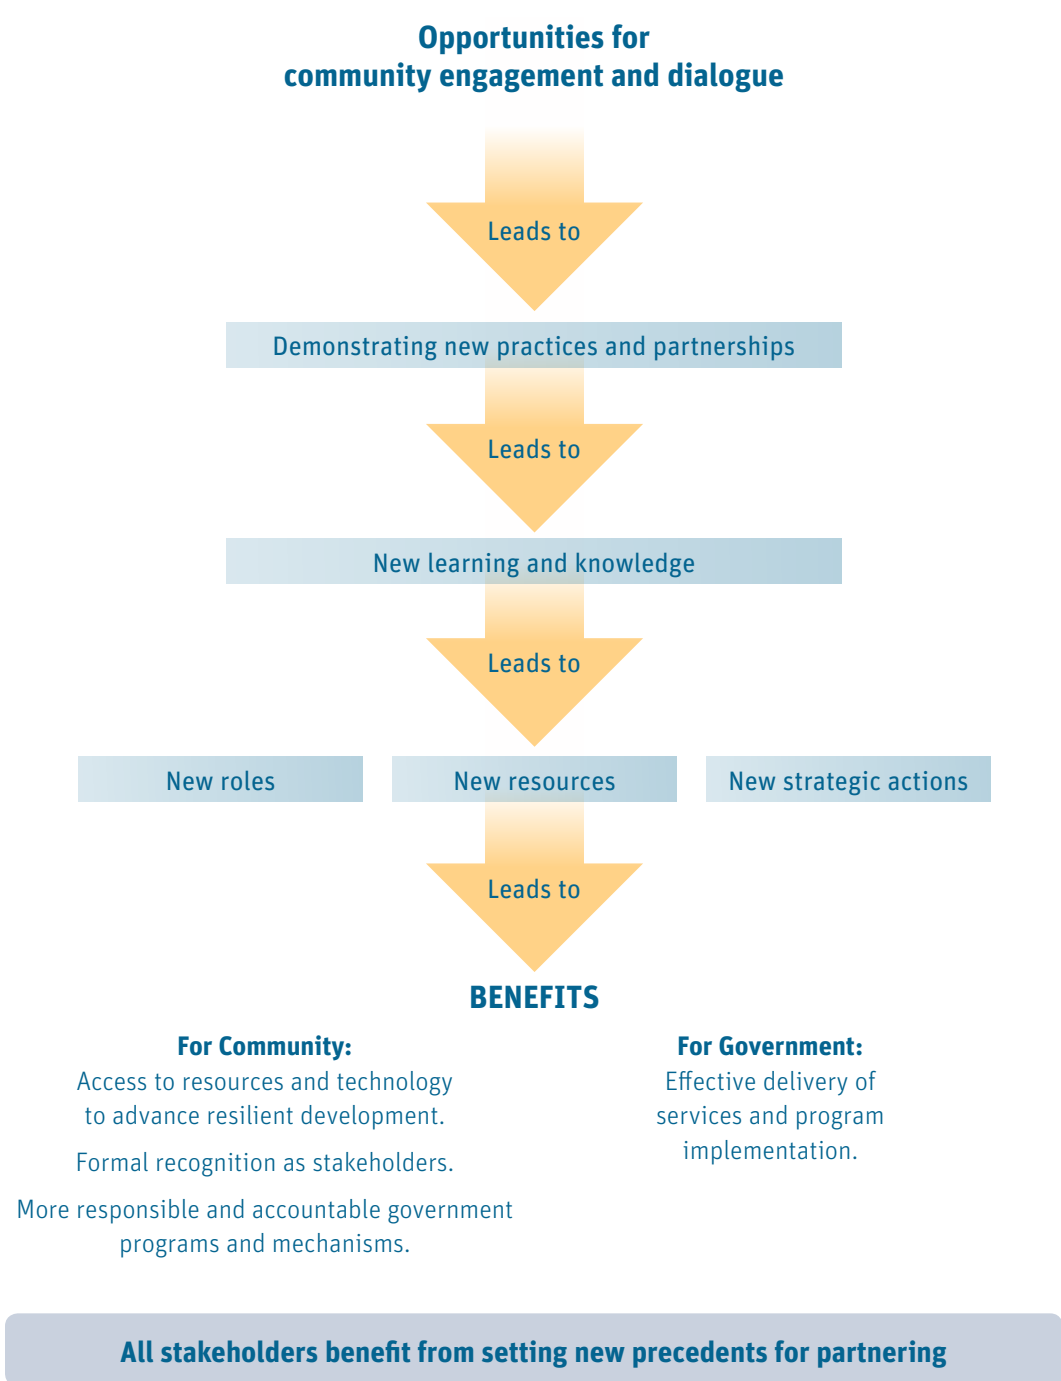 Opportunities for
community engagement and dialogue
Leads to
Demonstrating new practices and partnerships
Leads to
New learning and knowledge
Leads to
New roles
New resources
New strategic actions
Leads to
BENEFITS
For Community:
Access to resources and technology
to advance resilient development.
Formal recognition as stakeholders.
More responsible and accountable government
programs and mechanisms.
For Government:
Effective delivery of
services and program
implementation.
All stakeholders benefit from setting new precedents for partnering